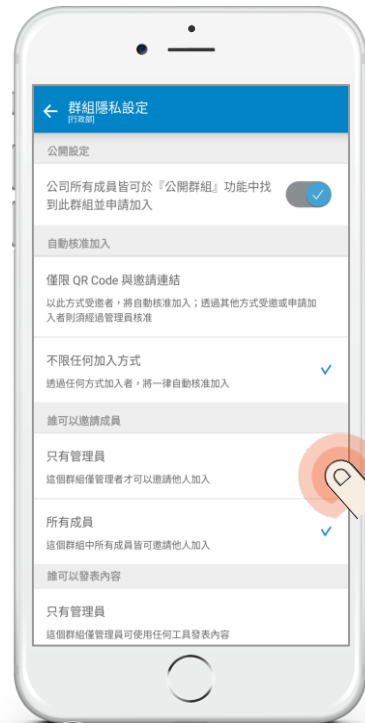 群組隱私設定
[行政部]
公開設定
公司所有成員皆可於『公開群組』功能中找
到此群組並申請加入
自動核准加入
僅限 QR Code 與邀請連結
以此方式受邀者，將自動核准加入；透過其他方式受邀或申請加
入者則須經過管理員核准
不限任何加入方式
透過任何方式加入者，將一律自動核准加入
誰可以邀請成員
只有管理員
這個群組僅管理者才可以邀請他人加入
所有成員
這個群組中所有成員皆可邀請他人加入
誰可以發表內容
只有管理員
這個群組僅管理員可使用任何工具發表內容